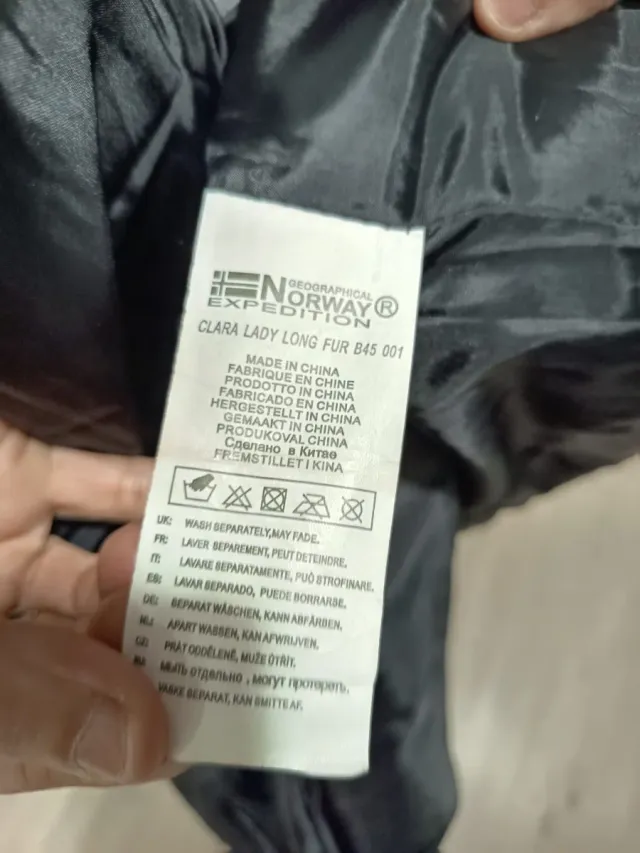 GEOGRAPHICAL
NORWAY®
EXPEDITION
CLARA LADY LONG FUR B45 001
MADE IN CHINA
FABRIQUE EN CHINE
PRODOTTO IN CHINA
FABRICADO EN CHINA
HERGESTELLT IN CHINA
GEMAAKT IN CHINA
PRODUKOVAL CHINA
Сделано в Китае
FREMSTILLET I KINA
UK: WASH SEPARATELY,MAY FADE.
FR: LAVER SEPAREMENT, PEUT DETEINDRE.
IT: LAVARE SEPARATAMENTE, PUÒ STROFINARE.
ES: LAVAR SEPARADO, PUEDE BORRARSE.
DE: SEPARAT WÄSCHEN, KANN ABFÄRBEN.
NL: APART WASSEN, KAN AFWRIJVEN.
CE: PRÁT ODDĚLENĚ, MUŽE OTŘÍT.
Мыть отдельно , могут протереть.
VASKE SEPARAT, KAN SMITTE AF.